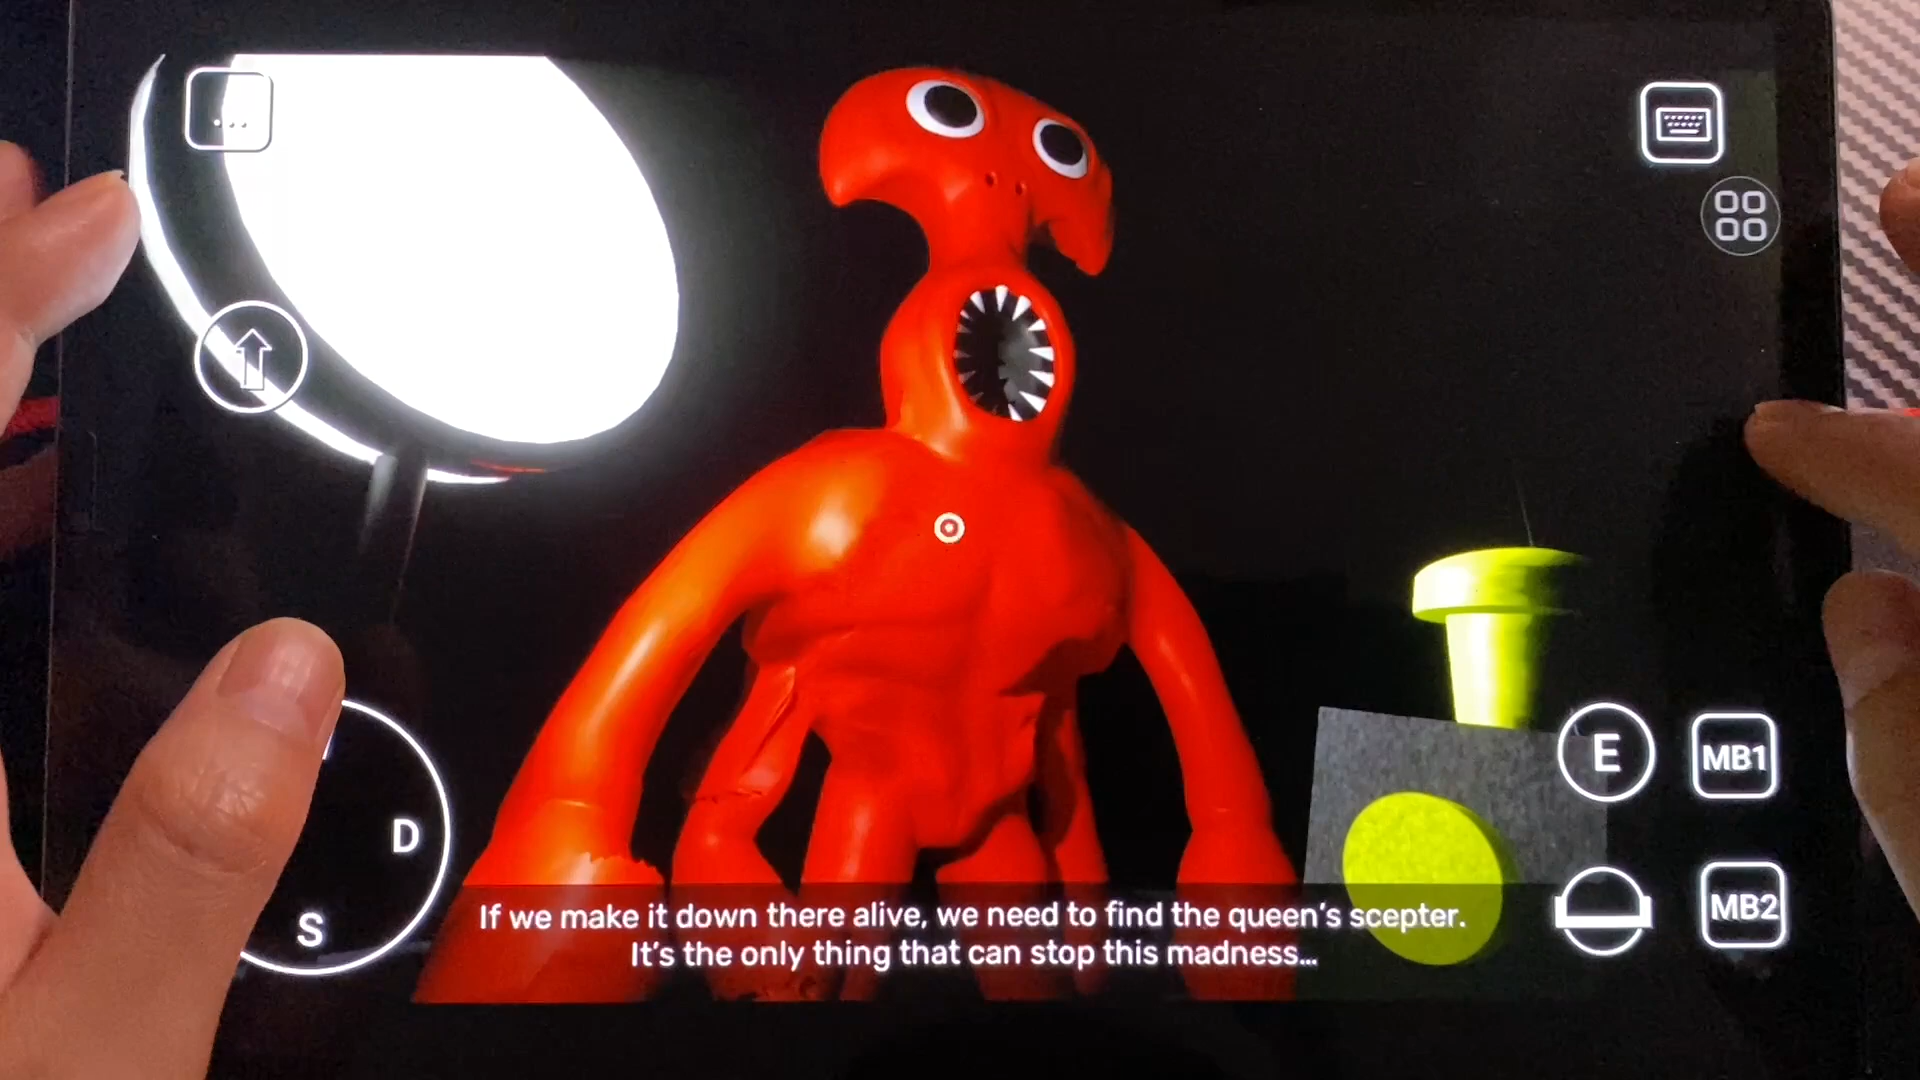 E
MB1
D
S
MB2
If we make it down there alive, we need to find the queen's scepter.
It's the only thing that can stop this madness...